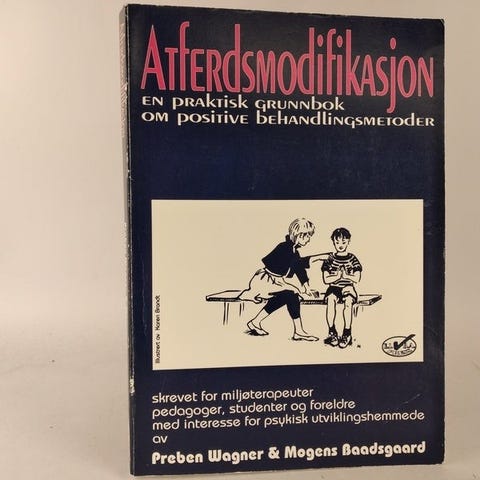 Atferdsmodifikasjon
en praktisk grunnbok
om positive behandlingsmetoder
Illustrert av Karen Brandt
skrevet for miljøterapeuter
pedagoger, studenter og foreldre
med interesse for psykisk utviklingshemmede
av
Preben Wagner & Mogens Baadsgaard